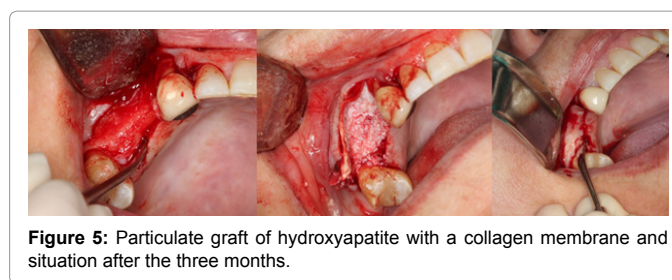 Figure 5: Particulate graft of hydroxyapatite with a collagen membrane and
situation after the three months.